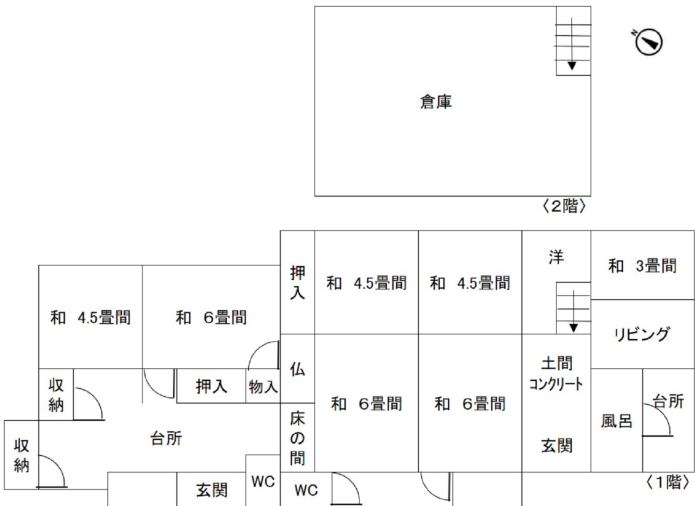 N
倉庫
〈2階〉
押入
和 4.5畳間
和 4.5畳間
洋
和 3畳間
和 4.5畳間
和 6畳間
リビング
仏
土間
コンクリート
収納
押入
物入
和 6畳間
和 6畳間
台所
風呂
床の間
台所
玄関
収納
〈1階〉
玄関
WC
WC